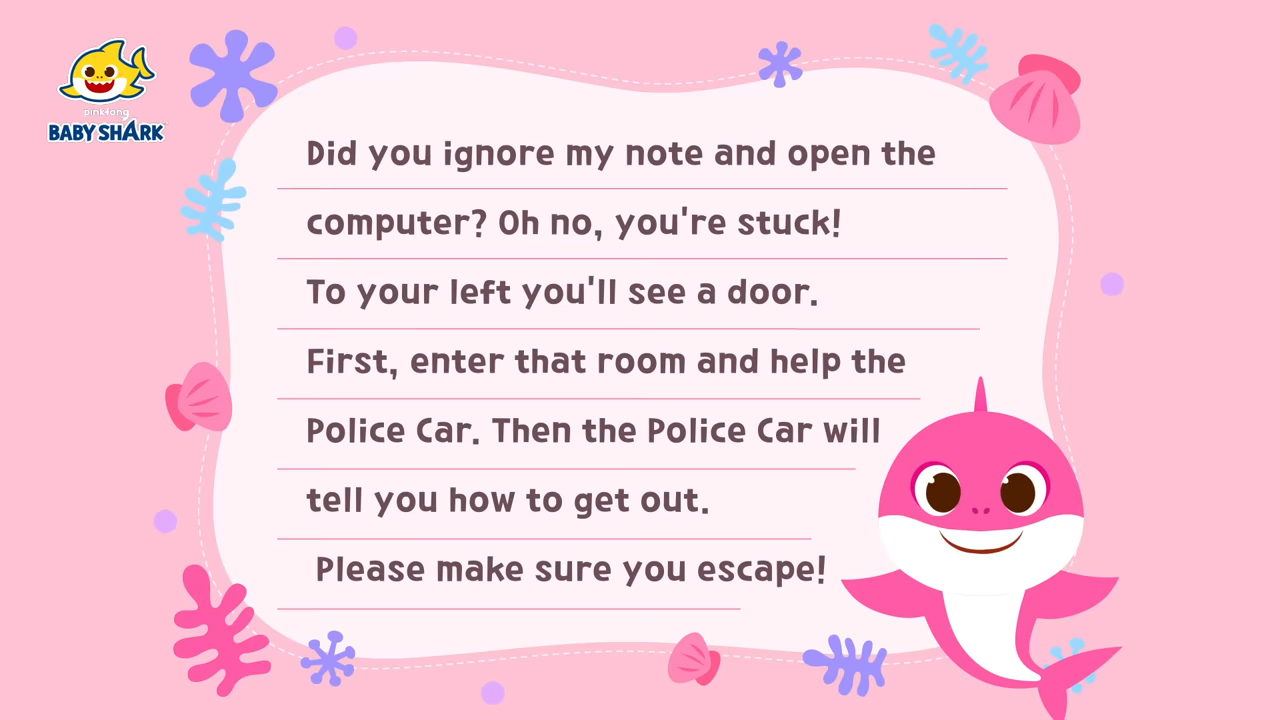 pinkfong
BABY SHARK
Did you ignore my note and open the
computer? Oh no, you're stuck!
To your left you'll see a door.
First, enter that room and help the
Police Car. Then the Police Car will
tell you how to get out.
Please make sure you escape!